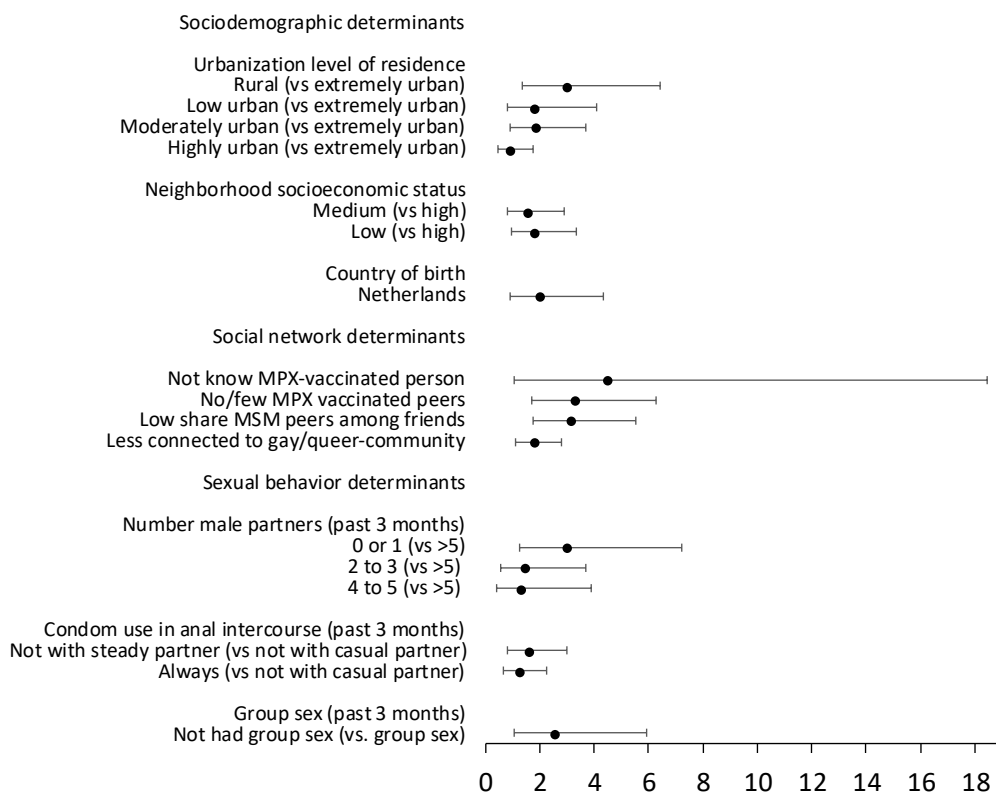 Sociodemographic determinants
Urbanization level of residence
Rural (vs extremely urban)
Low urban (vs extremely urban)
Moderately urban (vs extremely urban)
Highly urban (vs extremely urban)
Neighborhood socioeconomic status
Medium (vs high)
Low (vs high)
Country of birth
Netherlands
Social network determinants
Not know MPX-vaccinated person
No/few MPX vaccinated peers
Low share MSM peers among friends
Less connected to gay/queer-community
Sexual behavior determinants
Number male partners (past 3 months)
0 or 1 (vs >5)
2 to 3 (vs >5)
4 to 5 (vs >5)
Condom use in anal intercourse (past 3 months)
Not with steady partner (vs not with casual partner)
Always (vs not with casual partner)
Group sex (past 3 months)
Not had group sex (vs. group sex)
0 2 4 6 8 10 12 14 16 18